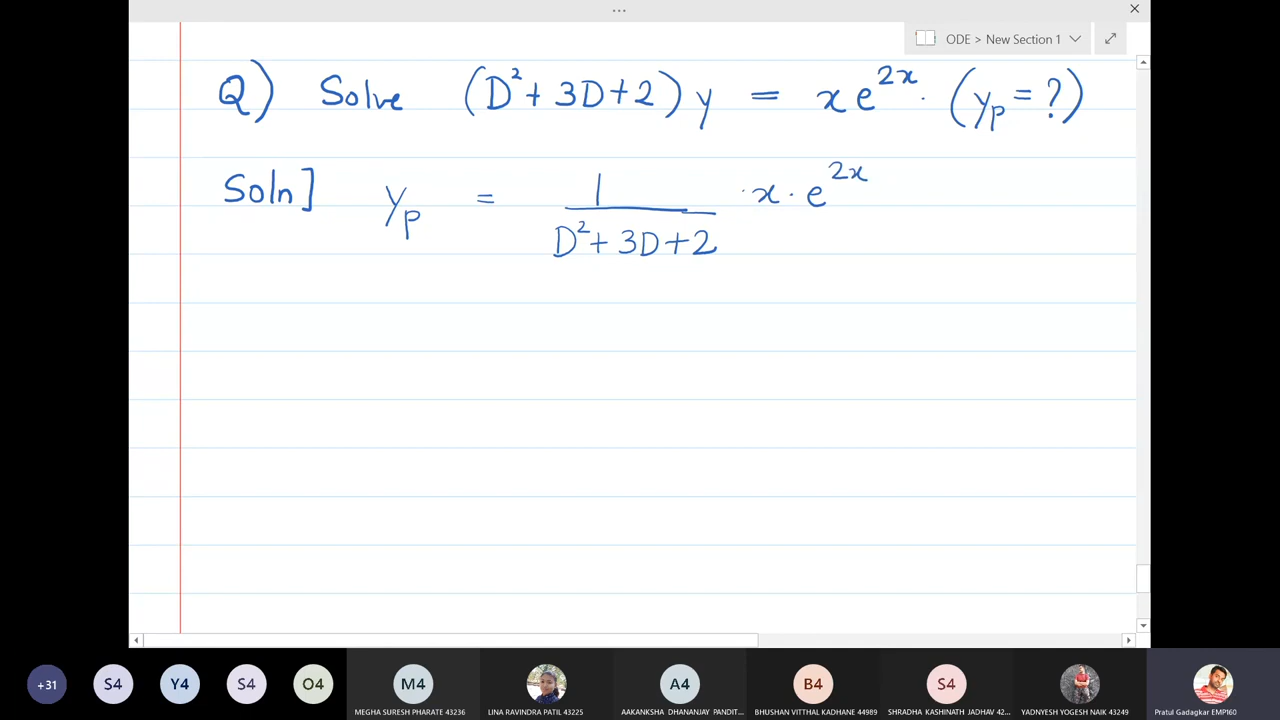 ODE > New Section 1
Q) Solve (D²+3D+2)y = xe²ˣ. (yₚ=?)
Soln] yₚ = 1/(D²+3D+2) · x · e²ˣ
+31 S4 Y4 S4 O4 M4 A4 B4 S4
MEGHA SURESH PHARATE 43236 LINA RAVINDRA PATIL 43225 AAKANKSHA DHANANJAY PANDIT... BHUSHAN VITTHAL KADHANE 44989 SHRADHA KASHINATH JADHAV 42... YADNYESH YOGESH NAIK 43249 Pratul Gadagkar EMP160